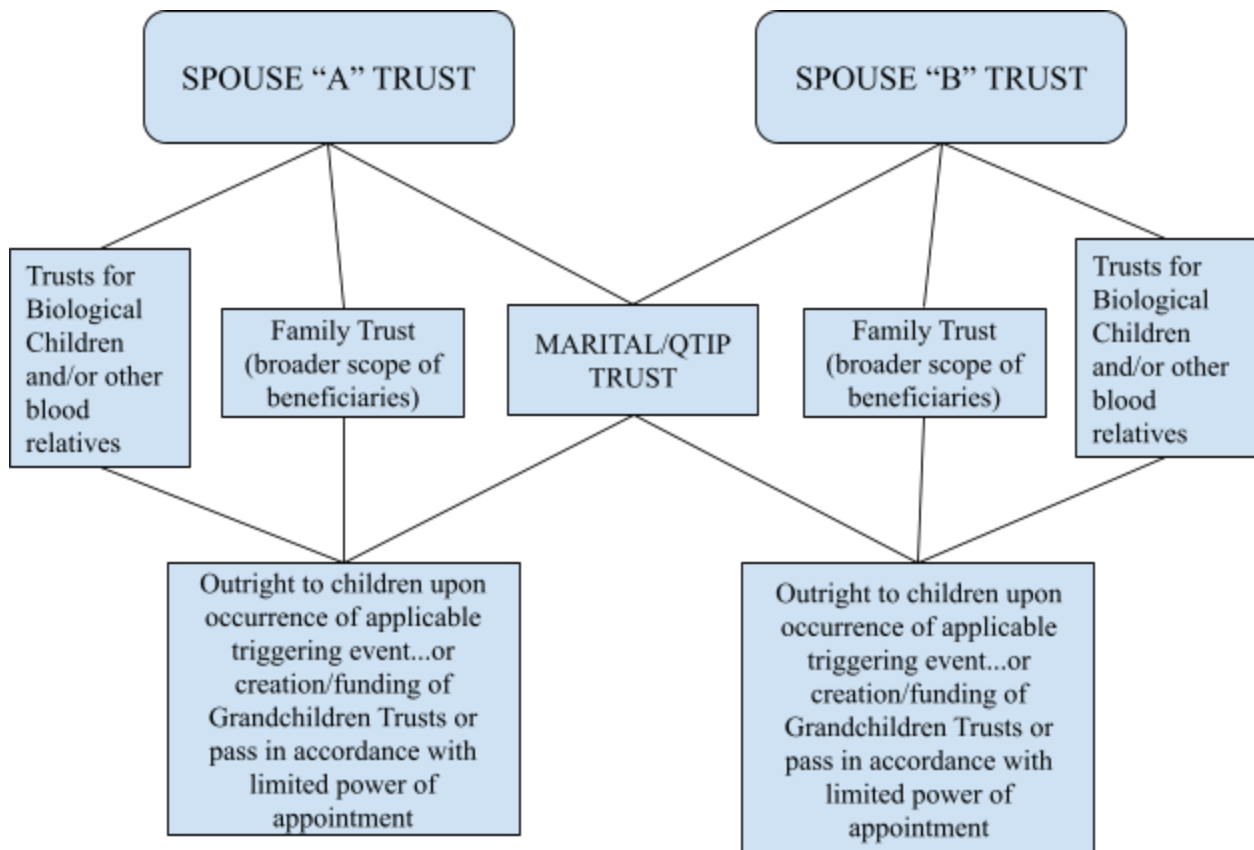 SPOUSE “A” TRUST
SPOUSE “B” TRUST
Trusts for
Biological
Children
and/or other
blood
relatives
Family Trust
(broader scope of
beneficiaries)
MARITAL/QTIP
TRUST
Family Trust
(broader scope of
beneficiaries)
Trusts for
Biological
Children
and/or other
blood
relatives
Outright to children upon
occurrence of applicable
triggering event...or
creation/funding of
Grandchildren Trusts or
pass in accordance with
limited power of
appointment
Outright to children upon
occurrence of applicable
triggering event...or
creation/funding of
Grandchildren Trusts or
pass in accordance with
limited power of
appointment